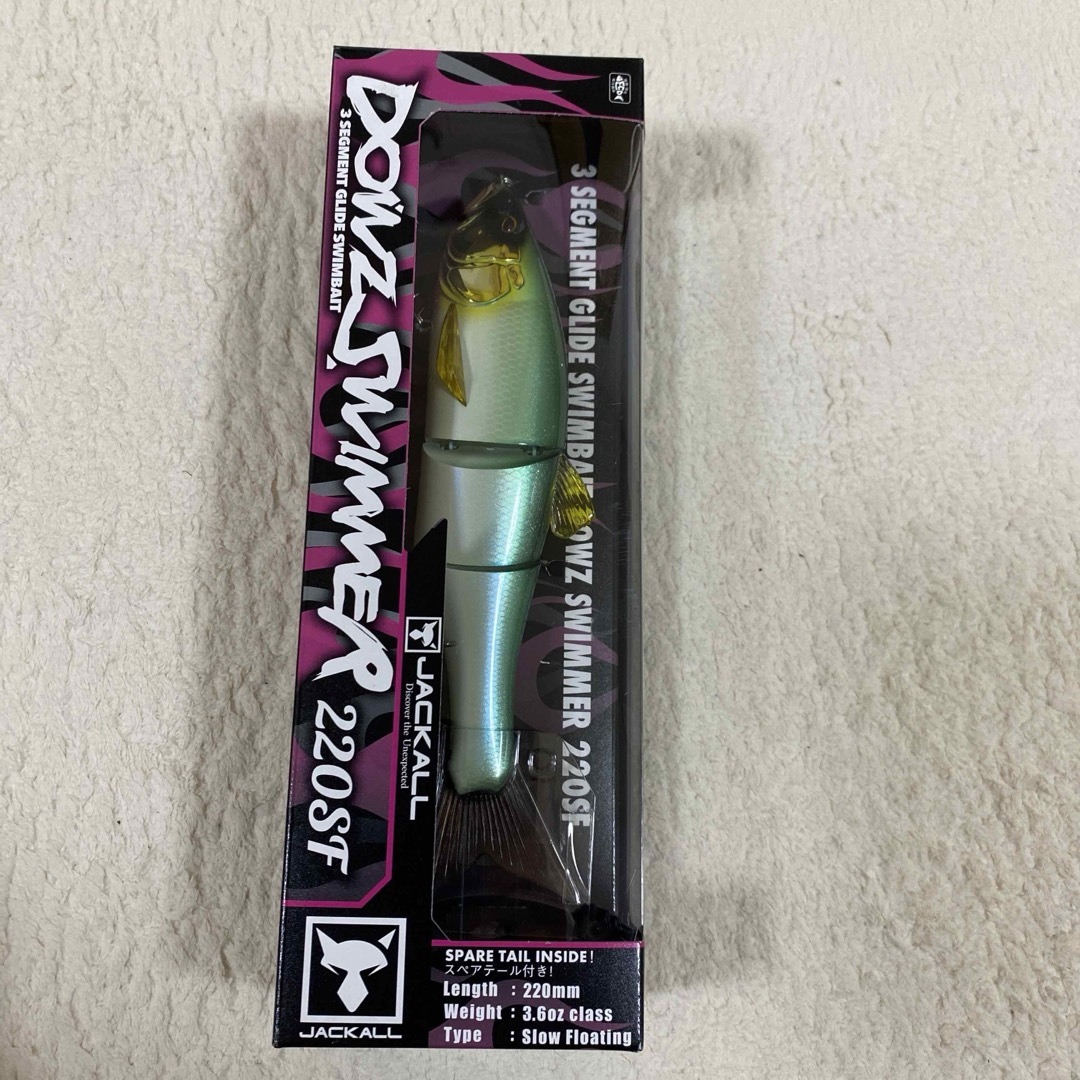 DOWZ SWIMMER 220SF
3 SEGMENT GLIDE SWIMBAIT
3 SEGMENT GLIDE SWIMBAIT DOWZ SWIMMER 220SF
JACKALL
Discover the Unexpected
JACKALL
SPARE TAIL INSIDE!
スペアテール付き!
Length : 220mm
Weight : 3.6oz class
Type : Slow Floating